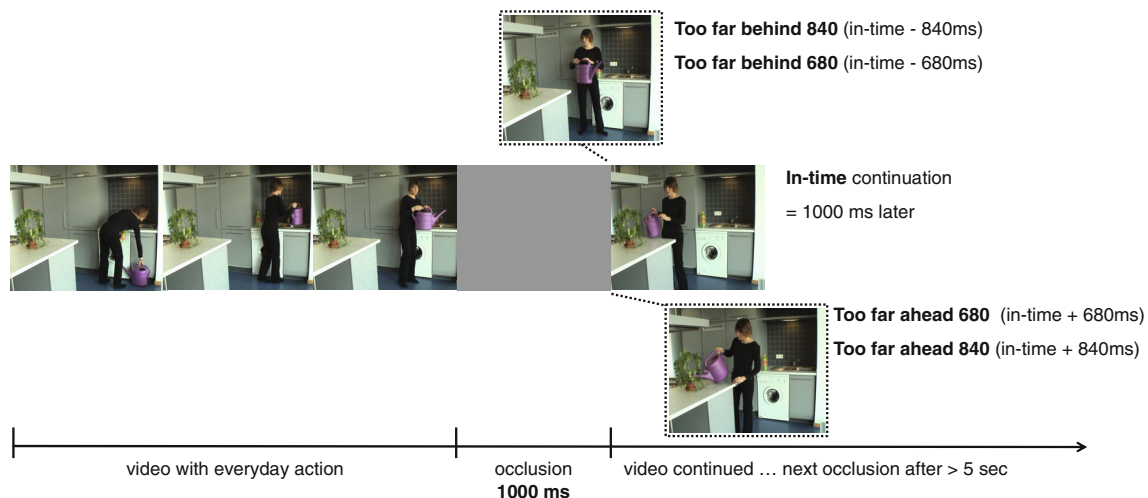 Too far behind 840 (in-time - 840ms)
Too far behind 680 (in-time - 680ms)
In-time continuation
= 1000 ms later
Too far ahead 680 (in-time + 680ms)
Too far ahead 840 (in-time + 840ms)
video with everyday action
occlusion
1000 ms
video continued ... next occlusion after > 5 sec